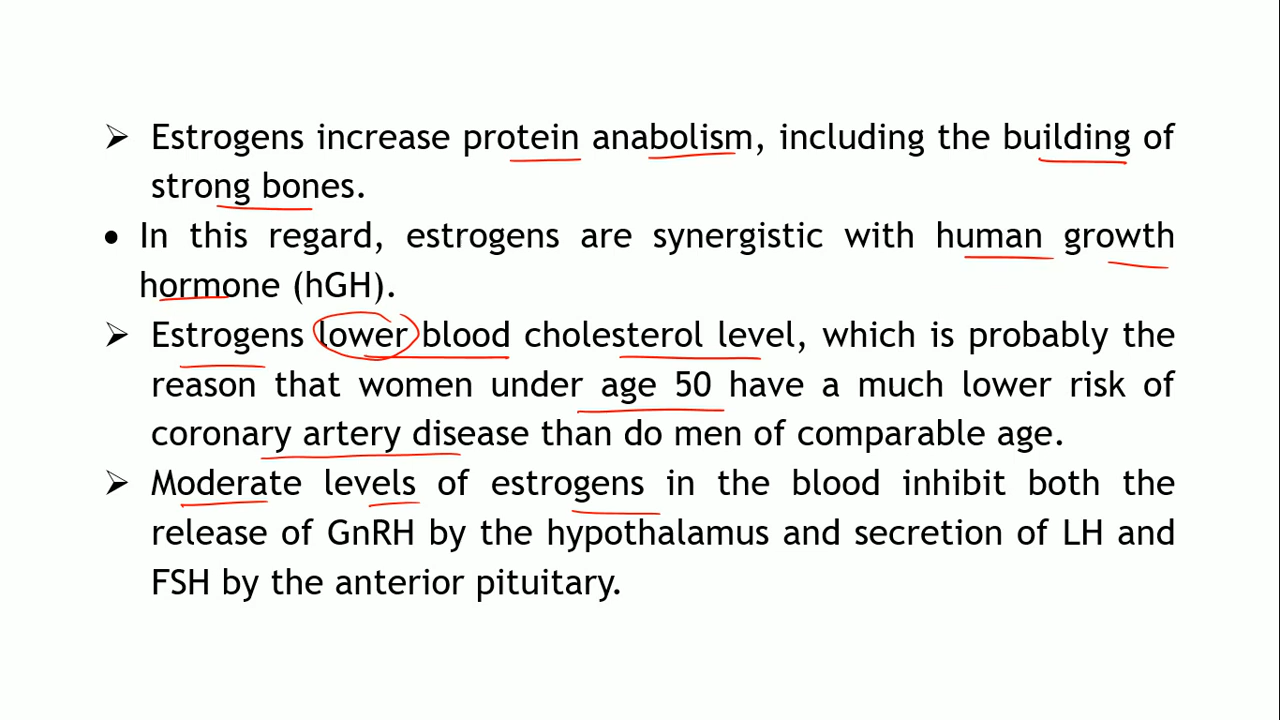 ➢ Estrogens increase protein anabolism, including the building of
strong bones.
• In this regard, estrogens are synergistic with human growth
hormone (hGH).
➢ Estrogens lower blood cholesterol level, which is probably the
reason that women under age 50 have a much lower risk of
coronary artery disease than do men of comparable age.
➢ Moderate levels of estrogens in the blood inhibit both the
release of GnRH by the hypothalamus and secretion of LH and
FSH by the anterior pituitary.